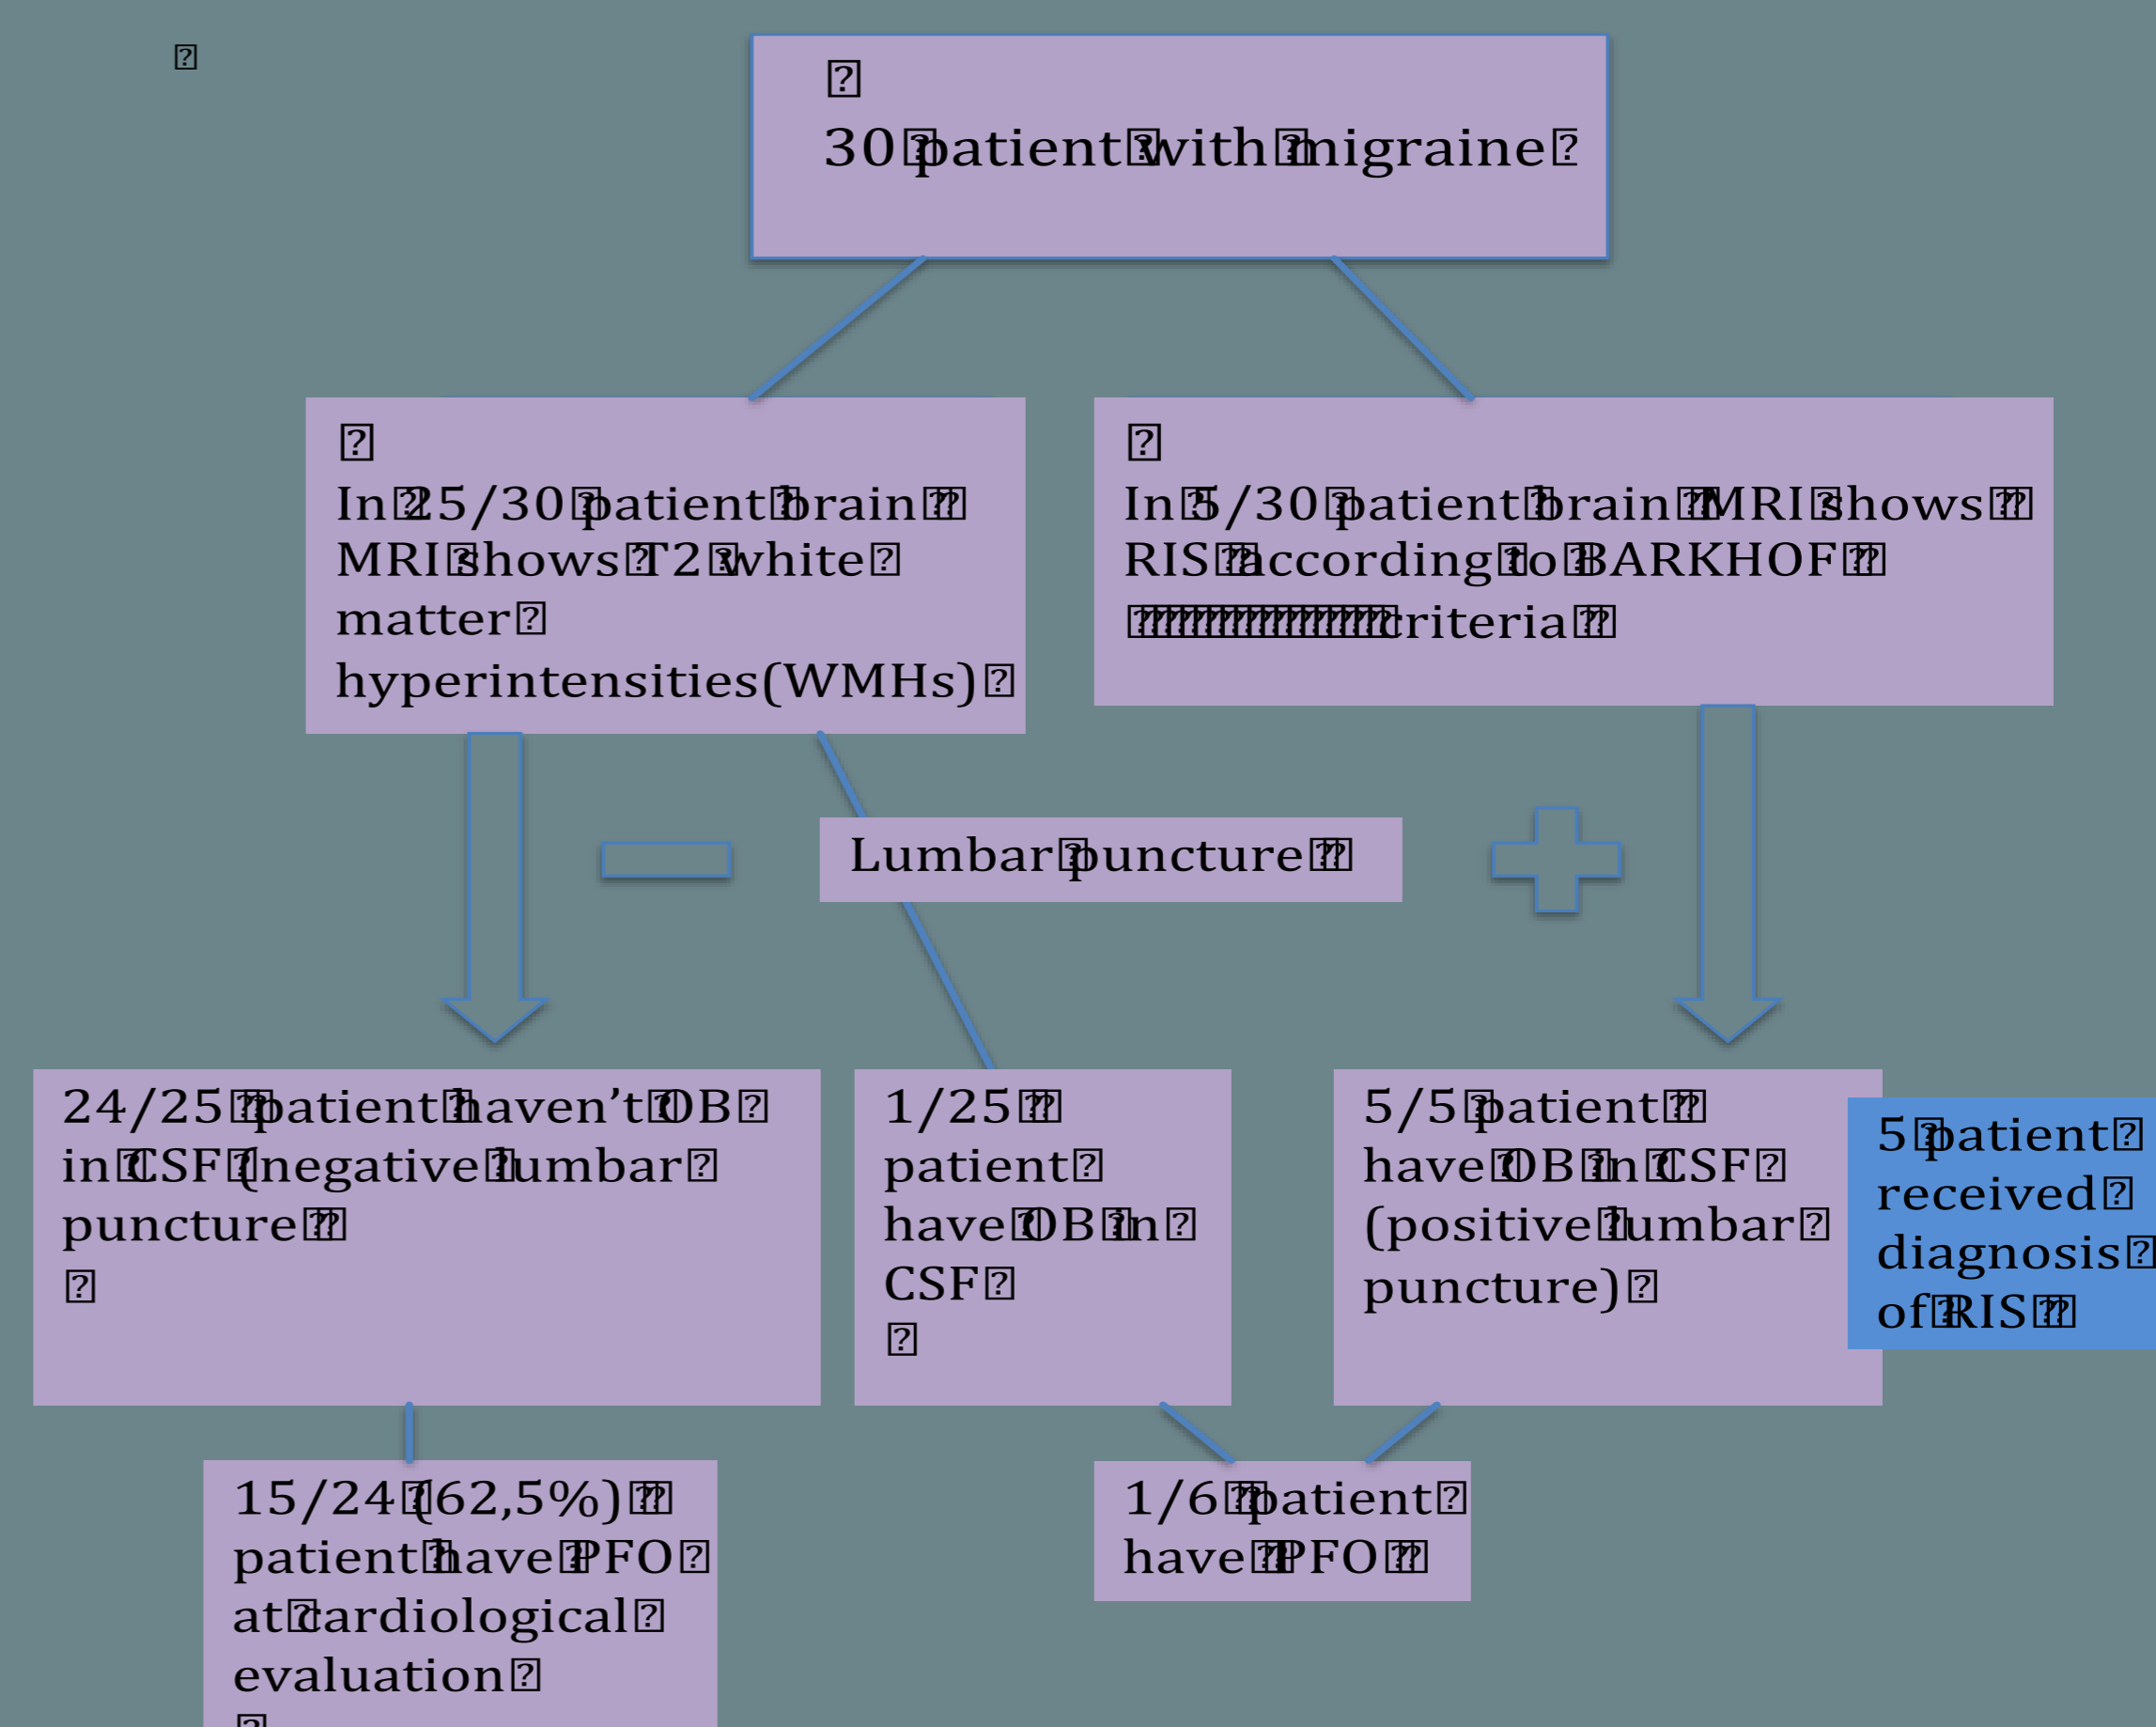 30 patient with migraine
In 25/30 patient brain
MRI shows T2 white
matter
hyperintensities(WMHs)
In 5/30 patient brain MRI shows
RIS according to BARKHOF
criteria
Lumbar puncture
24/25 patient haven't OB
in CSF (negative lumbar
puncture
1/25
patient
have OB in
CSF
5/5 patient
have OB in CSF
(positive lumbar
puncture)
5 patient
received
diagnosis
of RIS
15/24 (62,5%)
patient have PFO
at cardiological
evaluation
1/6 patient
have PFO